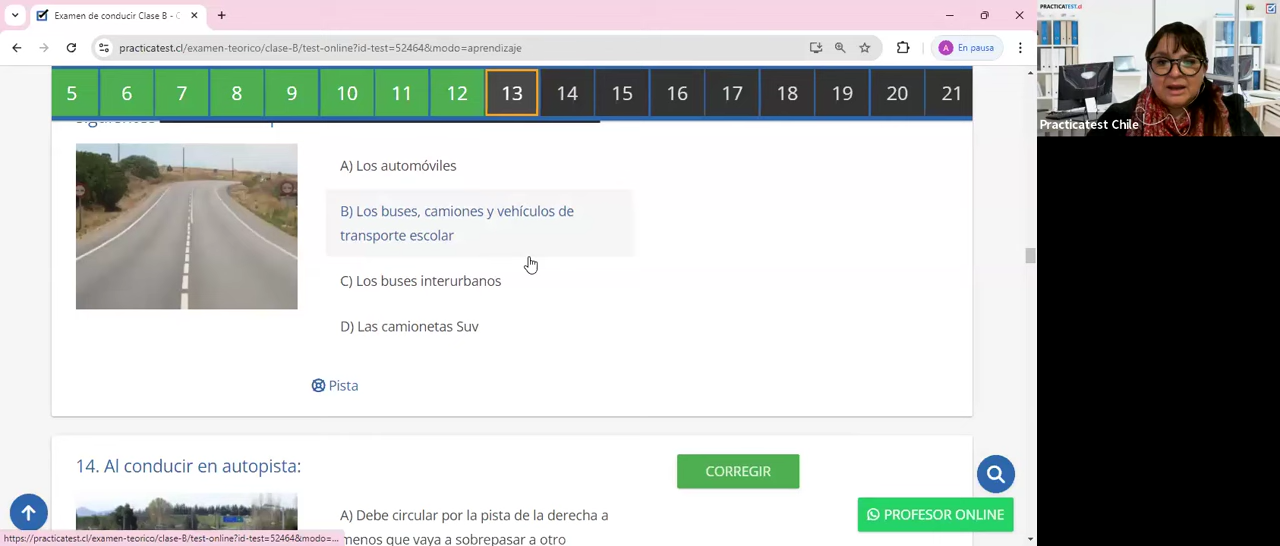 Examen de conducir Clase B - C
practicatest.cl/examen-teorico/clase-B/test-online?id-test=52464&modo=aprendizaje
A
En pausa
PRACTICATEST.cl
Practicatest Chile
5 6 7 8 9 10 11 12 13 14 15 16 17 18 19 20 21
A) Los automóviles
B) Los buses, camiones y vehículos de
transporte escolar
C) Los buses interurbanos
D) Las camionetas Suv
Pista
14. Al conducir en autopista:
CORREGIR
A) Debe circular por la pista de la derecha a
menos que vaya a sobrepasar a otro
PROFESOR ONLINE
https://practicatest.cl/examen-teorico/clase-B/test-online?id-test=52464&modo=...